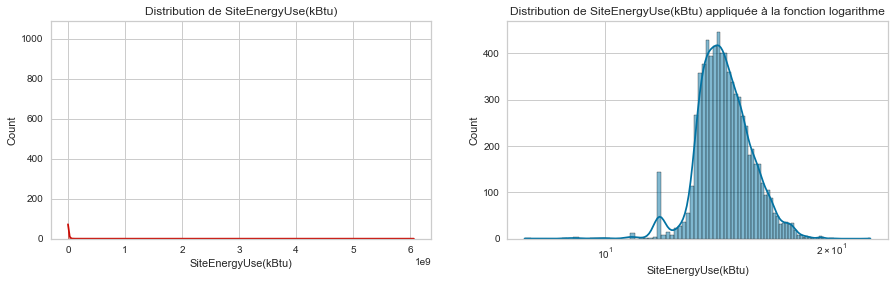 Distribution de SiteEnergyUse(kBtu)
Count
1000
800
600
400
200
0
0 1 2 3 4 5 6
1e9
SiteEnergyUse(kBtu)
Distribution de SiteEnergyUse(kBtu) appliquée à la fonction logarithme
Count
400
300
200
100
0
10¹ 2 × 10¹
SiteEnergyUse(kBtu)